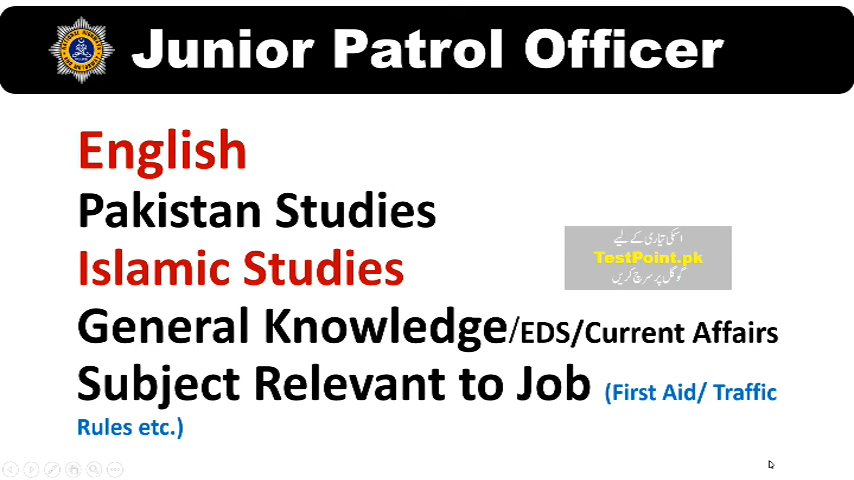 Junior Patrol Officer
English
Pakistan Studies
Islamic Studies
اسکی تیاری کے لیے
TestPoint.pk
گوگل پر سرچ کریں
General Knowledge/EDS/Current Affairs
Subject Relevant to Job (First Aid/ Traffic
Rules etc.)